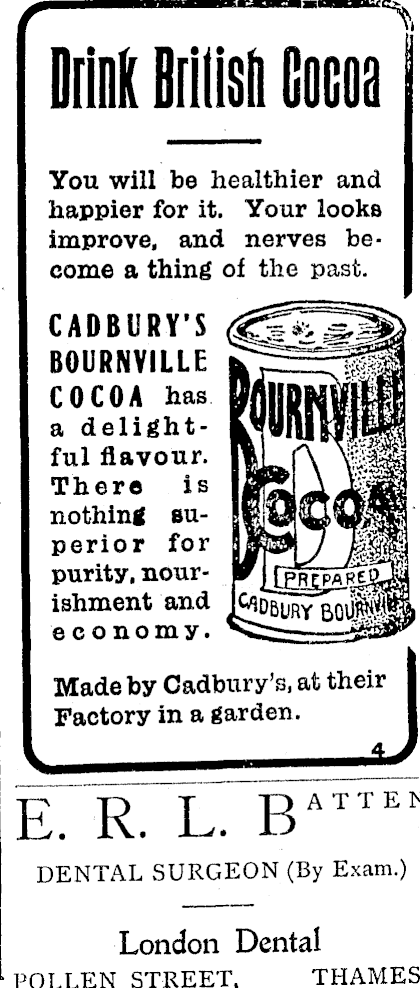 Drink British Cocoa
You will be healthier and
happier for it. Your looks
improve, and nerves be-
come a thing of the past.
CADBURY'S
BOURNVILLE
COCOA has
a delight-
ful flavour.
There is
nothing su-
perior for
purity, nour-
ishment and
economy.
BOURNVILLE
COCOA
PREPARED
CADBURY BOURNVI
Made by Cadbury's, at their
Factory in a garden.
4
E. R. L. BATTEN
DENTAL SURGEON (By Exam.)
London Dental
POLLEN STREET, THAMES